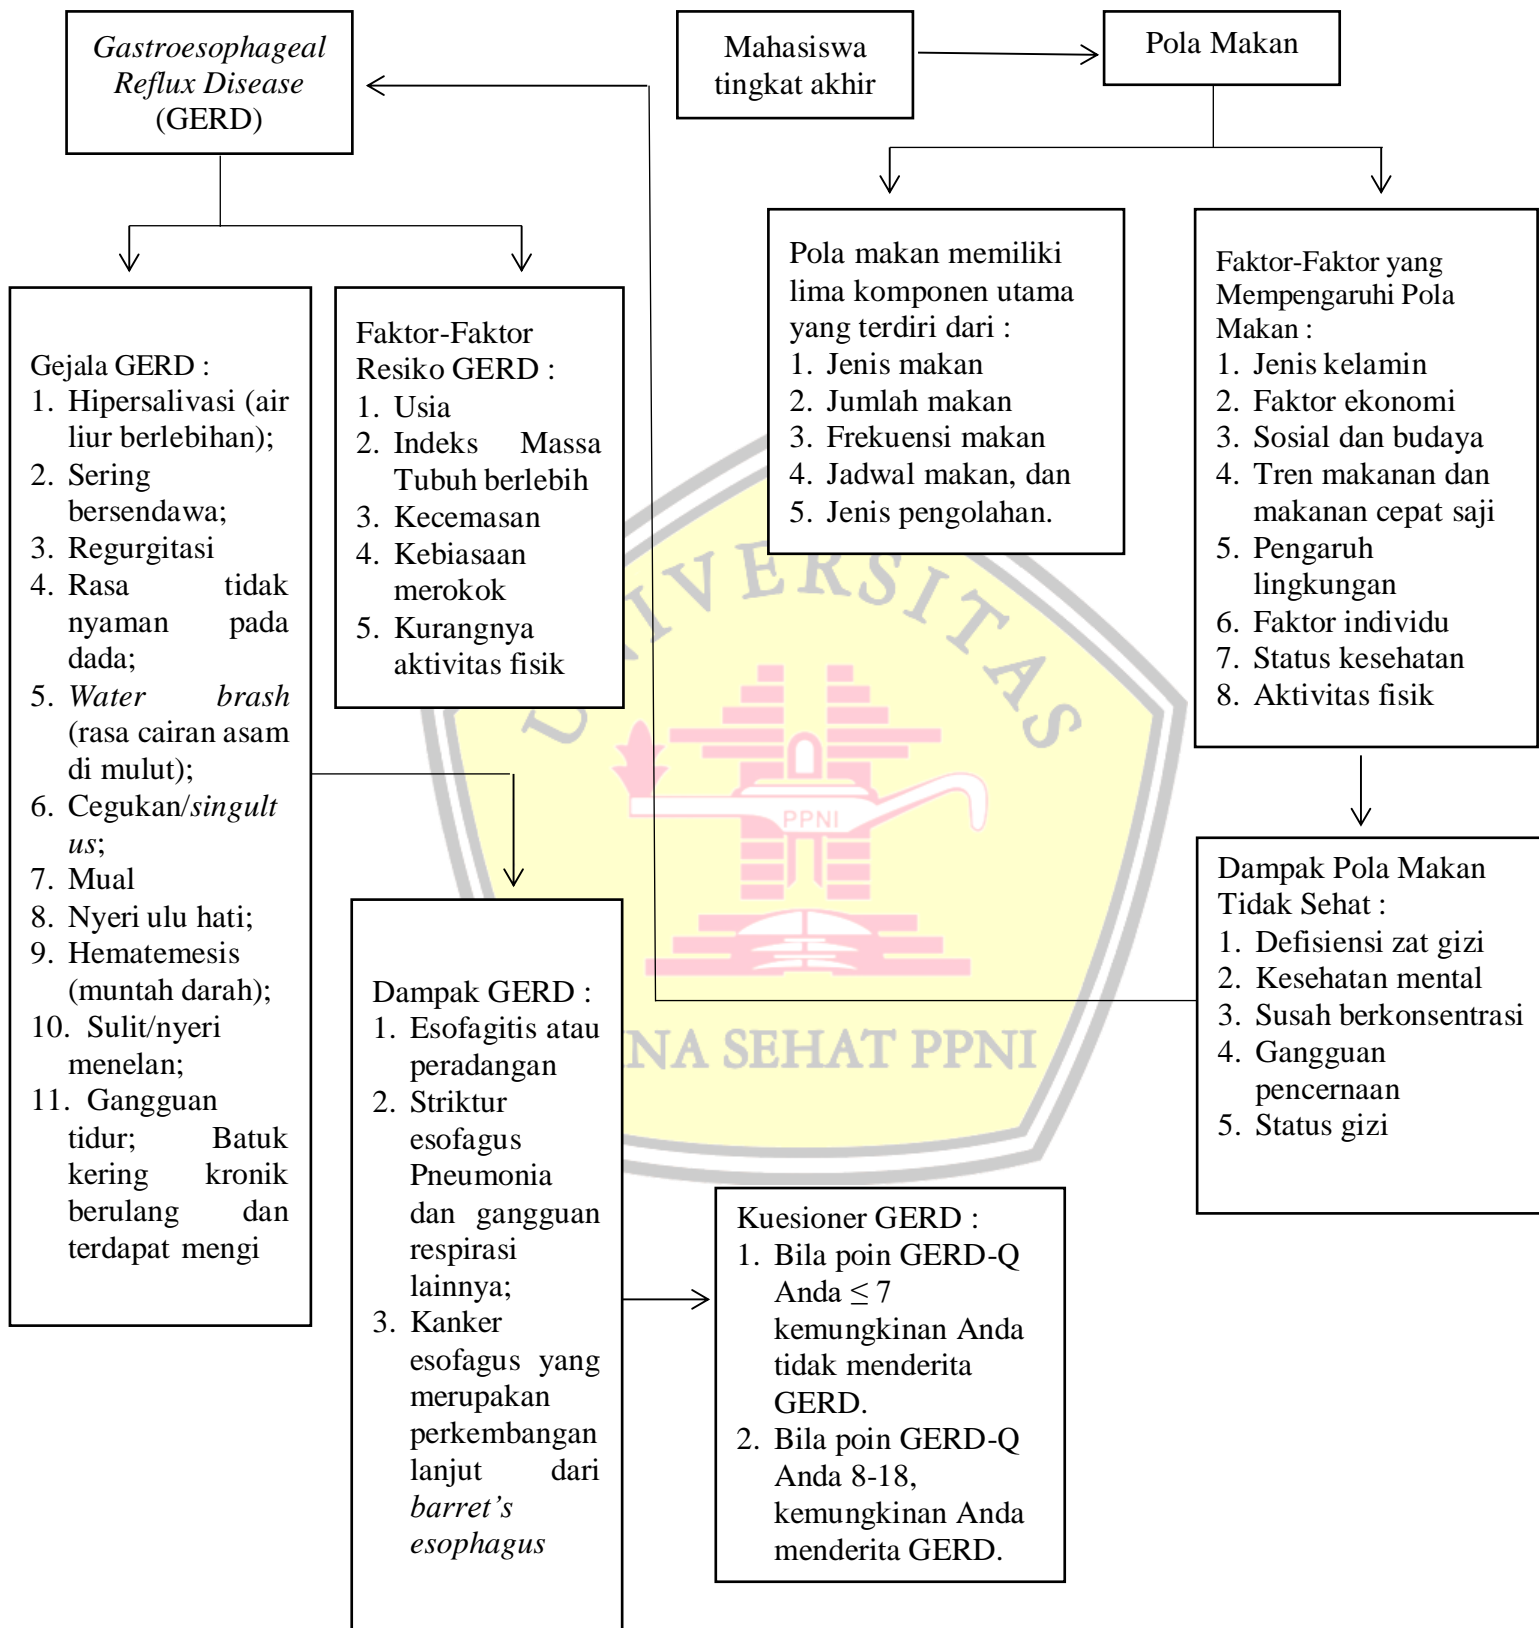 Gastroesophageal
Reflux Disease
(GERD)
Mahasiswa
tingkat akhir
Pola Makan
Pola makan memiliki
lima komponen utama
yang terdiri dari :
1. Jenis makan
2. Jumlah makan
3. Frekuensi makan
4. Jadwal makan, dan
5. Jenis pengolahan.
Faktor-Faktor yang
Mempengaruhi Pola
Makan :
1. Jenis kelamin
2. Faktor ekonomi
3. Sosial dan budaya
4. Tren makanan dan
makanan cepat saji
5. Pengaruh
lingkungan
6. Faktor individu
7. Status kesehatan
8. Aktivitas fisik
Gejala GERD :
1. Hipersalivasi (air
liur berlebihan);
2. Sering
bersendawa;
3. Regurgitasi
4. Rasa tidak
nyaman pada
dada;
5. Water brash
(rasa cairan asam
di mulut);
6. Cegukan/singult
us;
7. Mual
8. Nyeri ulu hati;
9. Hematemesis
(muntah darah);
10. Sulit/nyeri
menelan;
11. Gangguan
tidur; Batuk
kering kronik
berulang dan
terdapat mengi
Faktor-Faktor
Resiko GERD :
1. Usia
2. Indeks Massa
Tubuh berlebih
3. Kecemasan
4. Kebiasaan
merokok
5. Kurangnya
aktivitas fisik
Dampak GERD :
1. Esofagitis atau
peradangan
2. Striktur
esofagus
Pneumonia
dan gangguan
respirasi
lainnya;
3. Kanker
esofagus yang
merupakan
perkembangan
lanjut dari
barret’s
esophagus
Dampak Pola Makan
Tidak Sehat :
1. Defisiensi zat gizi
2. Kesehatan mental
3. Susah berkonsentrasi
4. Gangguan
pencernaan
5. Status gizi
Kuesioner GERD :
1. Bila poin GERD-Q
Anda ≤ 7
kemungkinan Anda
tidak menderita
GERD.
2. Bila poin GERD-Q
Anda 8-18,
kemungkinan Anda
menderita GERD.
UNIVERSITAS
PPNI
NA SEHAT PPNI